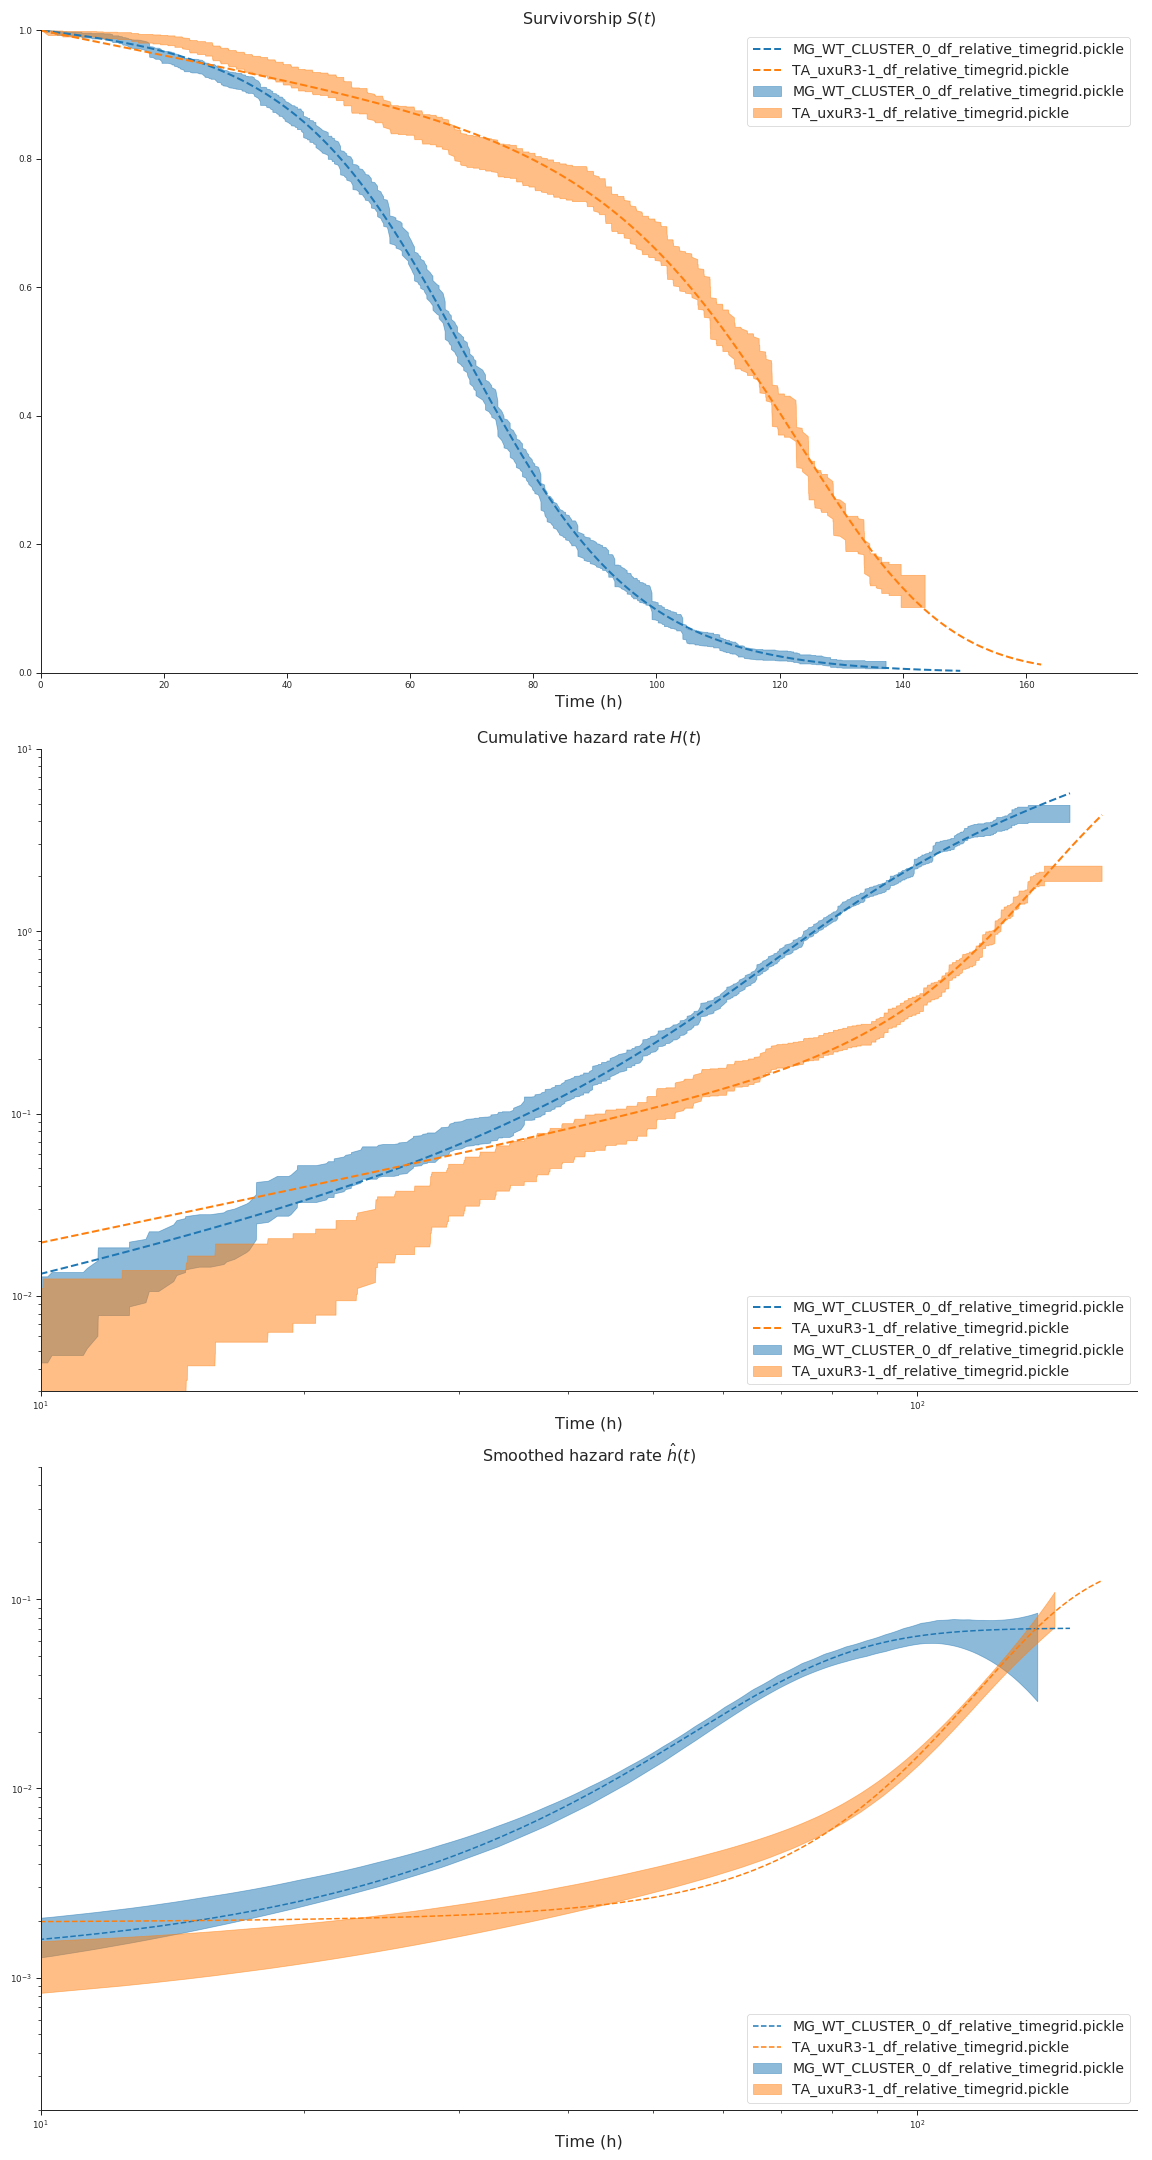 Survivorship S(t)
1.0
0.8
0.6
0.4
0.2
0.0
MG_WT_CLUSTER_0_df_relative_timegrid.pickle
TA_uxuR3-1_df_relative_timegrid.pickle
MG_WT_CLUSTER_0_df_relative_timegrid.pickle
TA_uxuR3-1_df_relative_timegrid.pickle
0 20 40 60 80 100 120 140 160
Time (h)
Cumulative hazard rate H(t)
10¹
10⁰
10⁻¹
10⁻²
MG_WT_CLUSTER_0_df_relative_timegrid.pickle
TA_uxuR3-1_df_relative_timegrid.pickle
MG_WT_CLUSTER_0_df_relative_timegrid.pickle
TA_uxuR3-1_df_relative_timegrid.pickle
10¹ 10²
Time (h)
Smoothed hazard rate ĥ(t)
10⁻¹
10⁻²
10⁻³
MG_WT_CLUSTER_0_df_relative_timegrid.pickle
TA_uxuR3-1_df_relative_timegrid.pickle
MG_WT_CLUSTER_0_df_relative_timegrid.pickle
TA_uxuR3-1_df_relative_timegrid.pickle
10¹ 10²
Time (h)